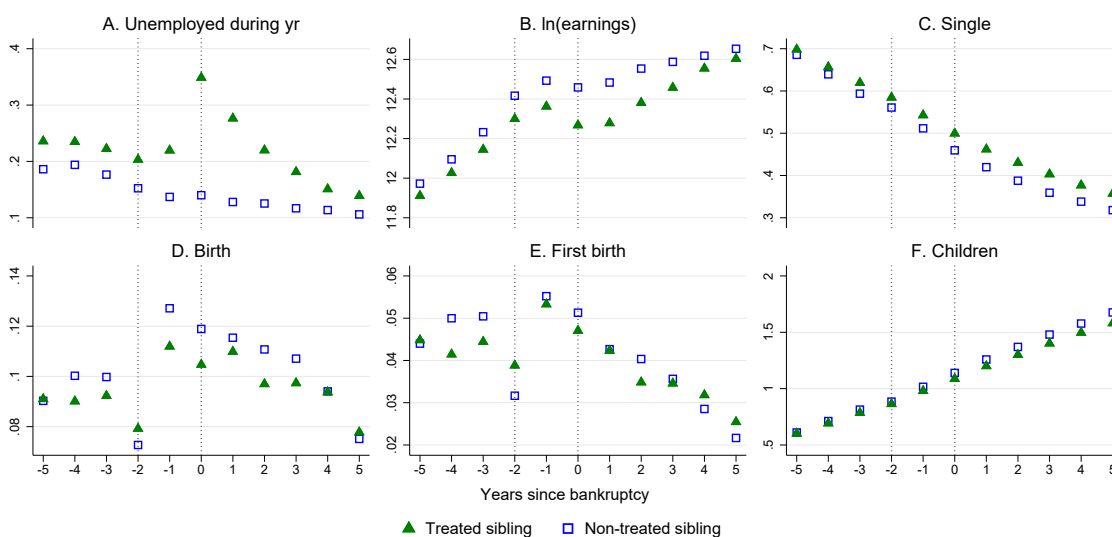 A. Unemployed during yr
.4
.3
.2
.1
B. ln(earnings)
12.6
12.4
12.2
12
11.8
C. Single
.7
.6
.5
.4
.3
D. Birth
.14
.12
.1
.08
-5 -4 -3 -2 -1 0 1 2 3 4 5
E. First birth
.06
.05
.04
.03
.02
-5 -4 -3 -2 -1 0 1 2 3 4 5
F. Children
2
1.5
1
.5
-5 -4 -3 -2 -1 0 1 2 3 4 5
Years since bankruptcy
Treated sibling Non-treated sibling